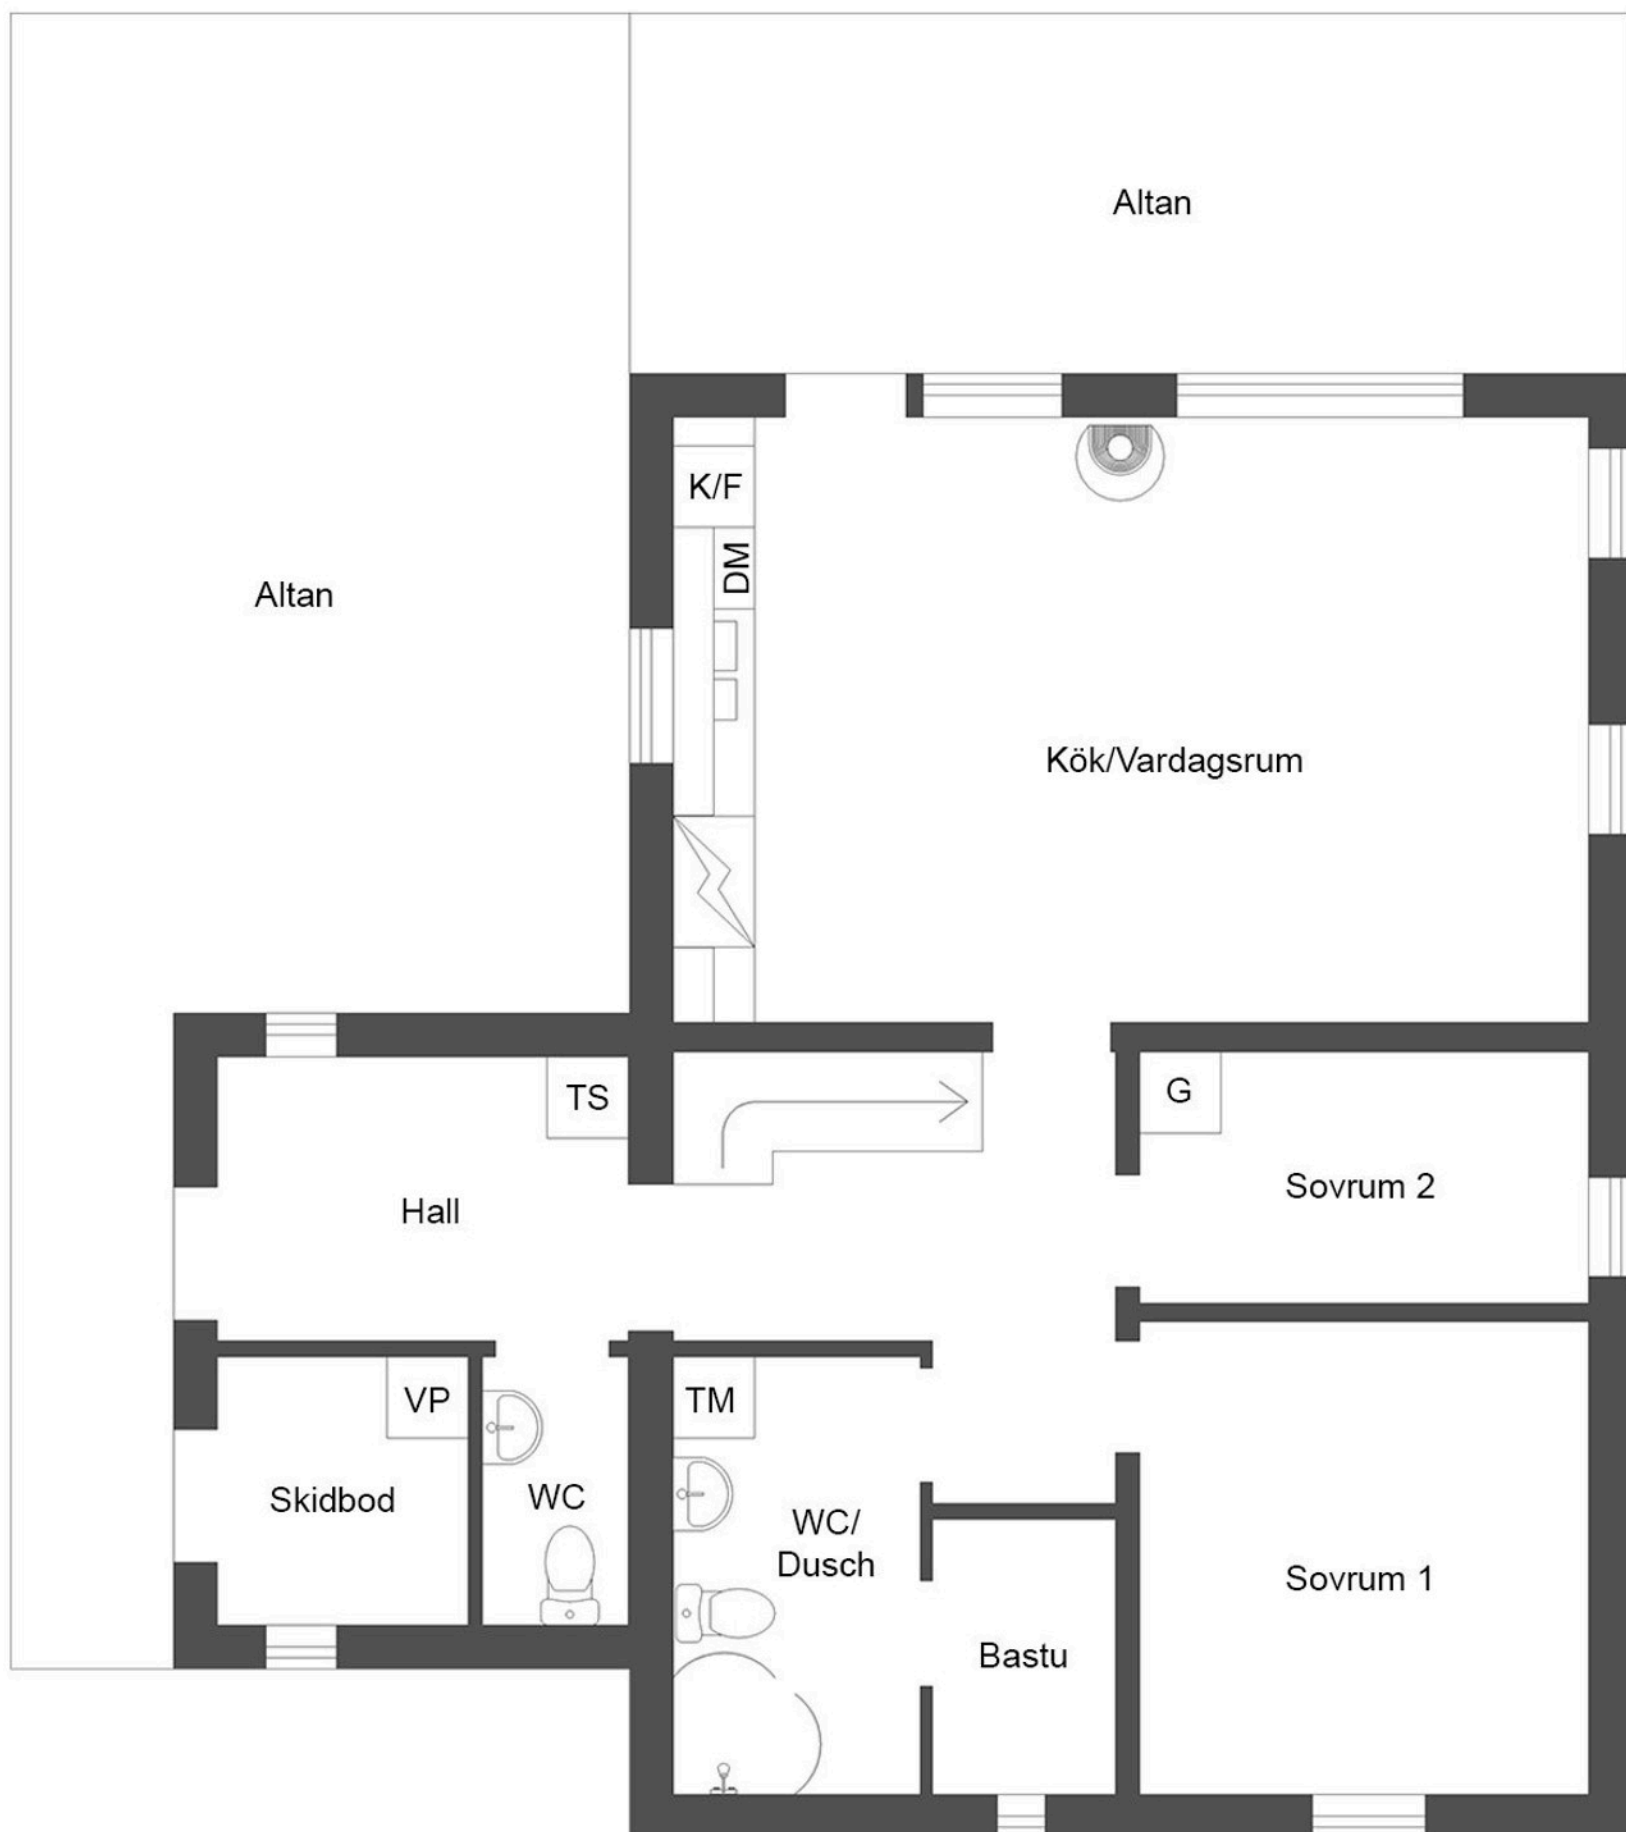 Altan
K/F
DM
Altan
Kök/Vardagsrum
TS
G
Sovrum 2
Hall
VP
TM
Skidbod
WC
WC/
Dusch
Sovrum 1
Bastu